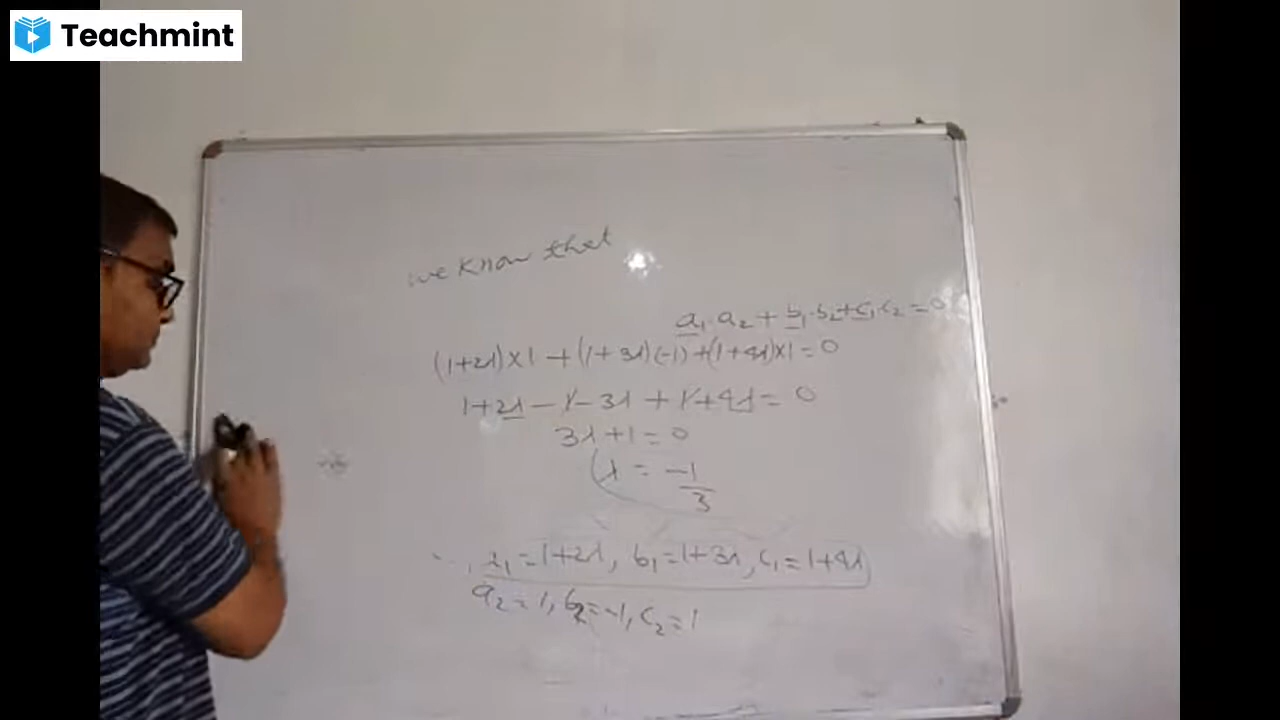 Teachmint
we know that
a₁·a₂ + b₁·b₂ + c₁·c₂ = 0
(1+2λ)×1 + (1+3λ)(-1) + (1+4λ)×1 = 0
1+2λ - 1 - 3λ + 1 + 4λ = 0
3λ+1 = 0
λ = -1/3
a₁ = 1+2λ, b₁ = 1+3λ, c₁ = 1+4λ
a₂ = 1, b₂ = -1, c₂ = 1